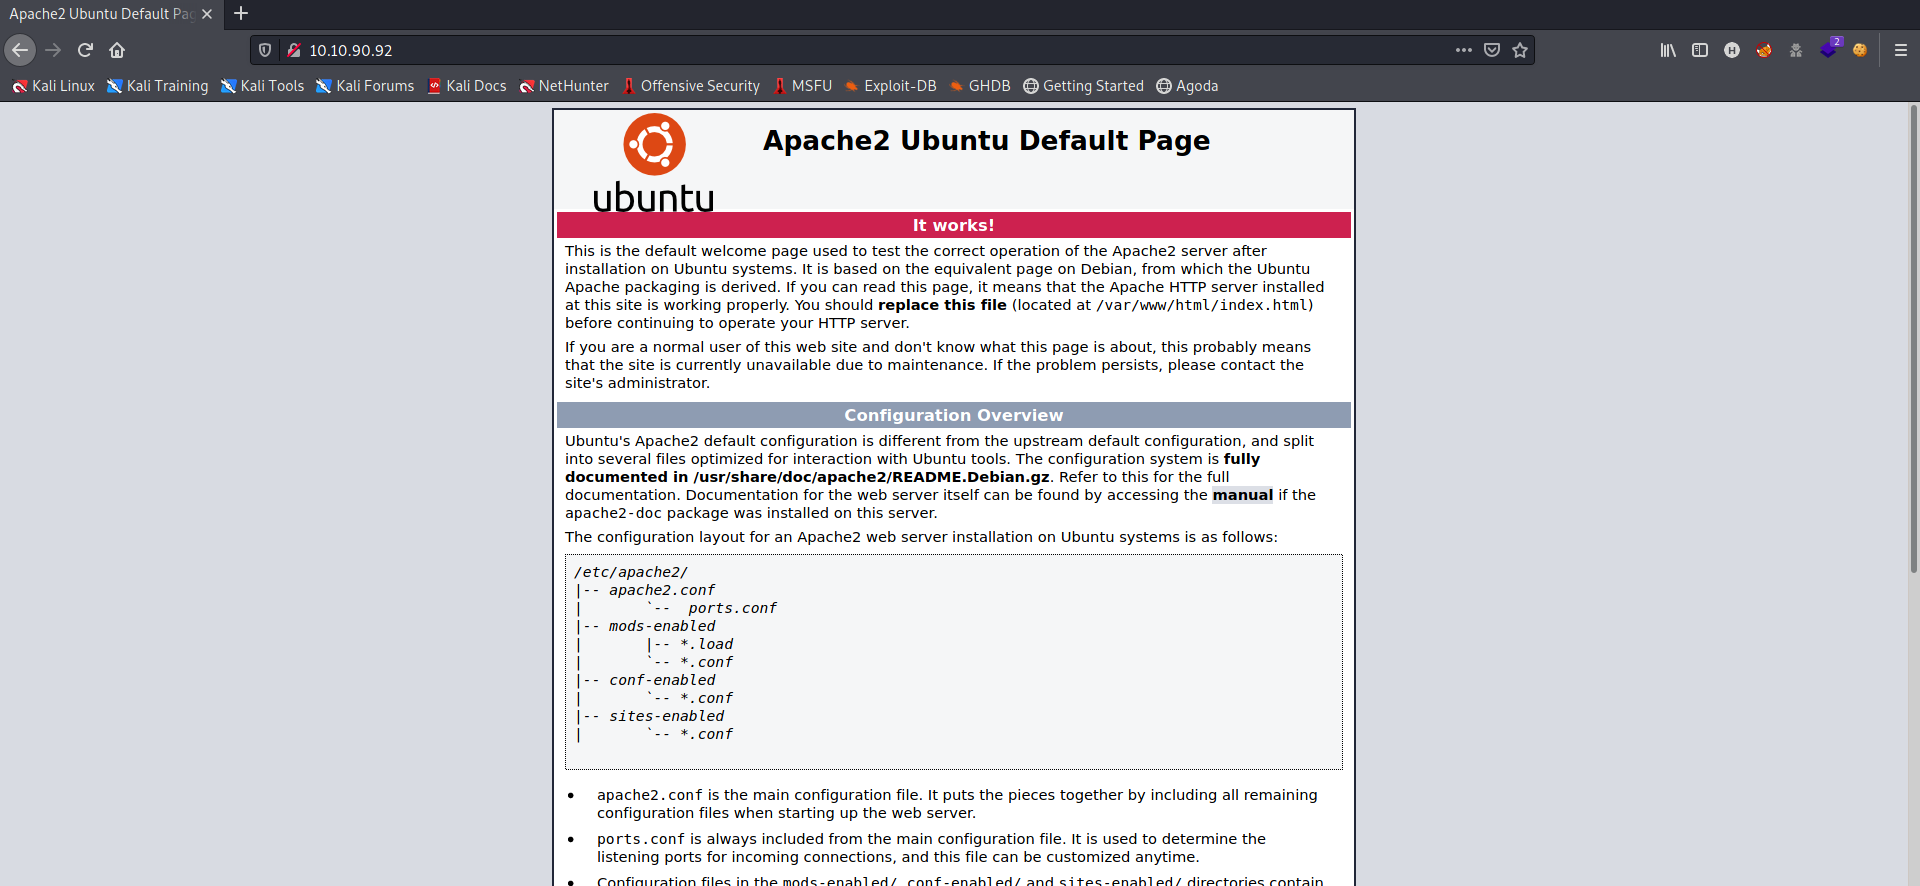 Apache2 Ubuntu Default Pag
10.10.90.92
2
Kali Linux Kali Training Kali Tools Kali Forums Kali Docs NetHunter Offensive Security MSFU Exploit-DB GHDB Getting Started Agoda
ubuntu
Apache2 Ubuntu Default Page
It works!
This is the default welcome page used to test the correct operation of the Apache2 server after
installation on Ubuntu systems. It is based on the equivalent page on Debian, from which the Ubuntu
Apache packaging is derived. If you can read this page, it means that the Apache HTTP server installed
at this site is working properly. You should replace this file (located at /var/www/html/index.html)
before continuing to operate your HTTP server.
If you are a normal user of this web site and don't know what this page is about, this probably means
that the site is currently unavailable due to maintenance. If the problem persists, please contact the
site's administrator.
Configuration Overview
Ubuntu's Apache2 default configuration is different from the upstream default configuration, and split
into several files optimized for interaction with Ubuntu tools. The configuration system is fully
documented in /usr/share/doc/apache2/README.Debian.gz. Refer to this for the full
documentation. Documentation for the web server itself can be found by accessing the manual if the
apache2-doc package was installed on this server.
The configuration layout for an Apache2 web server installation on Ubuntu systems is as follows:
/etc/apache2/
|-- apache2.conf
|       `--  ports.conf
|-- mods-enabled
|       |-- *.load
|       `-- *.conf
|-- conf-enabled
|       `-- *.conf
|-- sites-enabled
|       `-- *.conf
• apache2.conf is the main configuration file. It puts the pieces together by including all remaining
configuration files when starting up the web server.
• ports.conf is always included from the main configuration file. It is used to determine the
listening ports for incoming connections, and this file can be customized anytime.
• Configuration files in the mods-enabled/, conf-enabled/ and sites-enabled/ directories contain